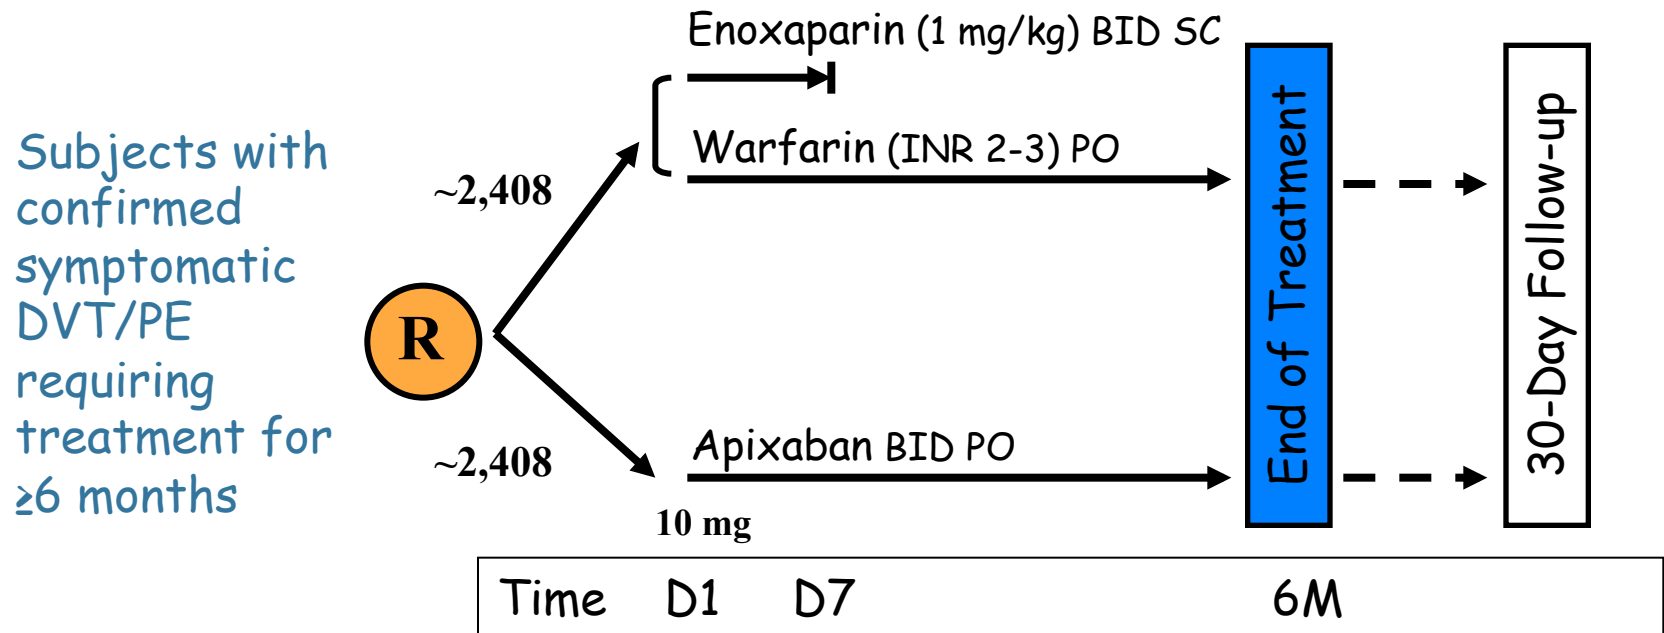 Enoxaparin (1 mg/kg) BID SC
Warfarin (INR 2-3) PO
Subjects with
confirmed
symptomatic
DVT/PE
requiring
treatment for
≥6 months
~2,408
R
~2,408
Apixaban BID PO
10 mg
End of Treatment
30-Day Follow-up
Time D1 D7 6M